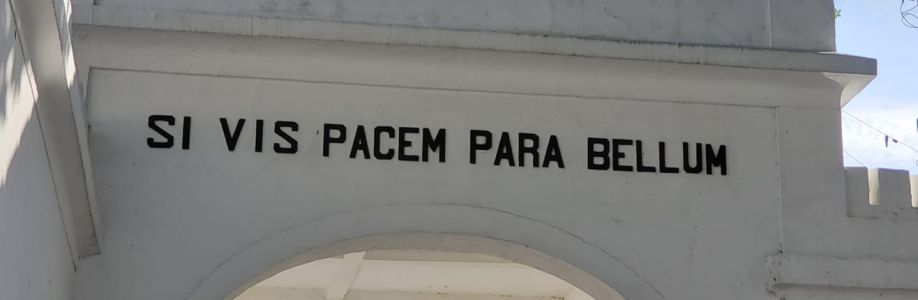 SI VIS PACEM PARA BELLUM